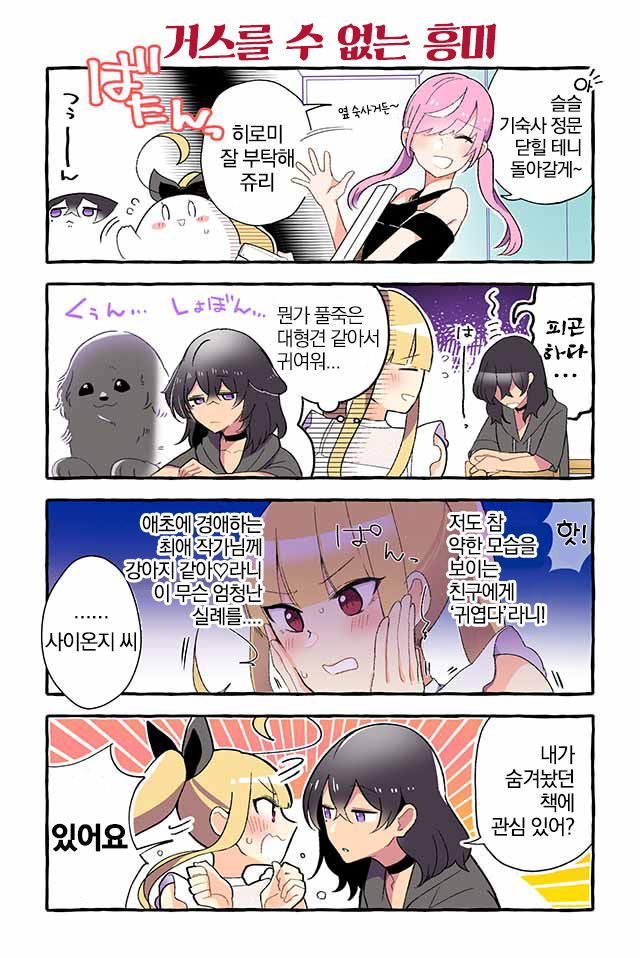 거스를 수 없는 흥미
아
슬슬
기숙사 정문
닫힐 테니
돌아갈게~
옆 숙사거든~
히로미
잘 부탁해
쥬리
ばたんっ
つぅーん
피곤
하다
…
は
뭔가 풀죽은
대형견 같아서
귀여워…
しょぼん…
くぅん…
핫!
저도 참
약한 모습을
보이는
친구에게
'귀엽다'라니!
ぱん
애초에 경애하는
최애 작가님께
강아지 같아♡라니
이 무슨 엄청난
실례를....
……
사이온지 씨
내가
숨겨놨던
책에
관심 있어?
있어요